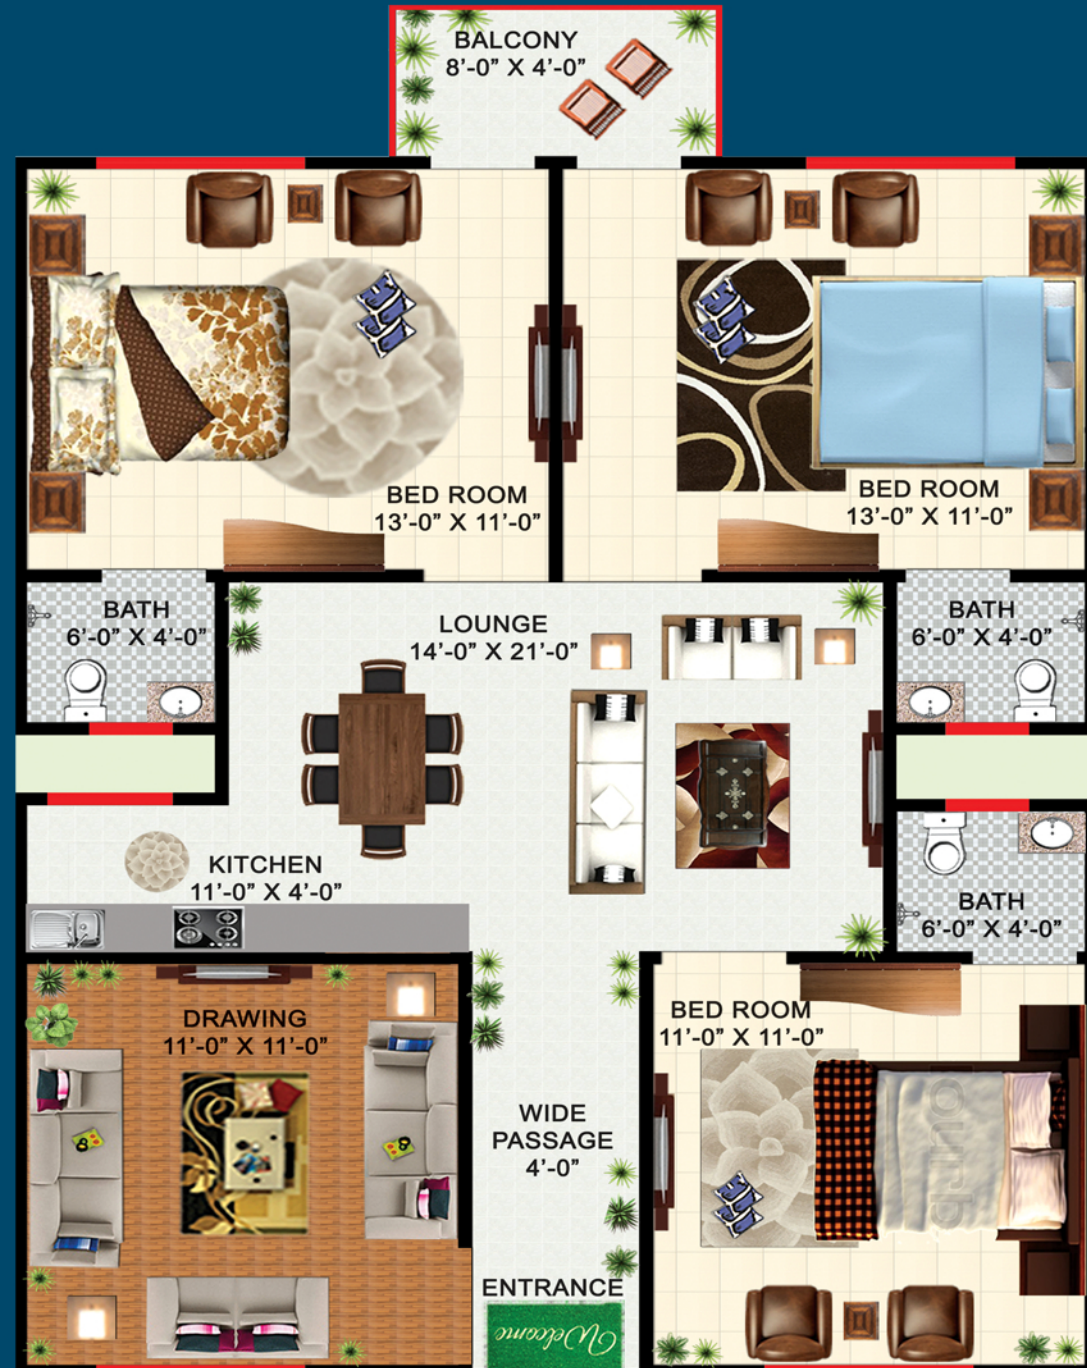 BALCONY
8'-0” X 4'-0”
BED ROOM
13'-0” X 11'-0”
BED ROOM
13'-0” X 11'-0”
BATH
6'-0” X 4'-0”
LOUNGE
14'-0” X 21'-0”
BATH
6'-0” X 4'-0”
KITCHEN
11'-0” X 4'-0”
BATH
6'-0” X 4'-0”
DRAWING
11'-0” X 11'-0”
BED ROOM
11'-0” X 11'-0”
WIDE
PASSAGE
4'-0”
ENTRANCE
Welcome